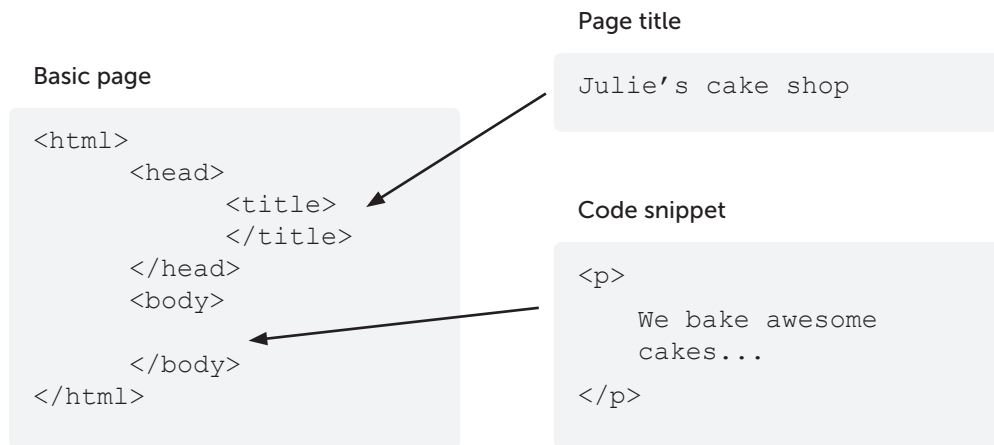 Basic page
<html>
<head>
<title>
</title>
</head>
<body>
</body>
</html>
Page title
Julie’s cake shop
Code snippet
<p>
We bake awesome
cakes...
</p>